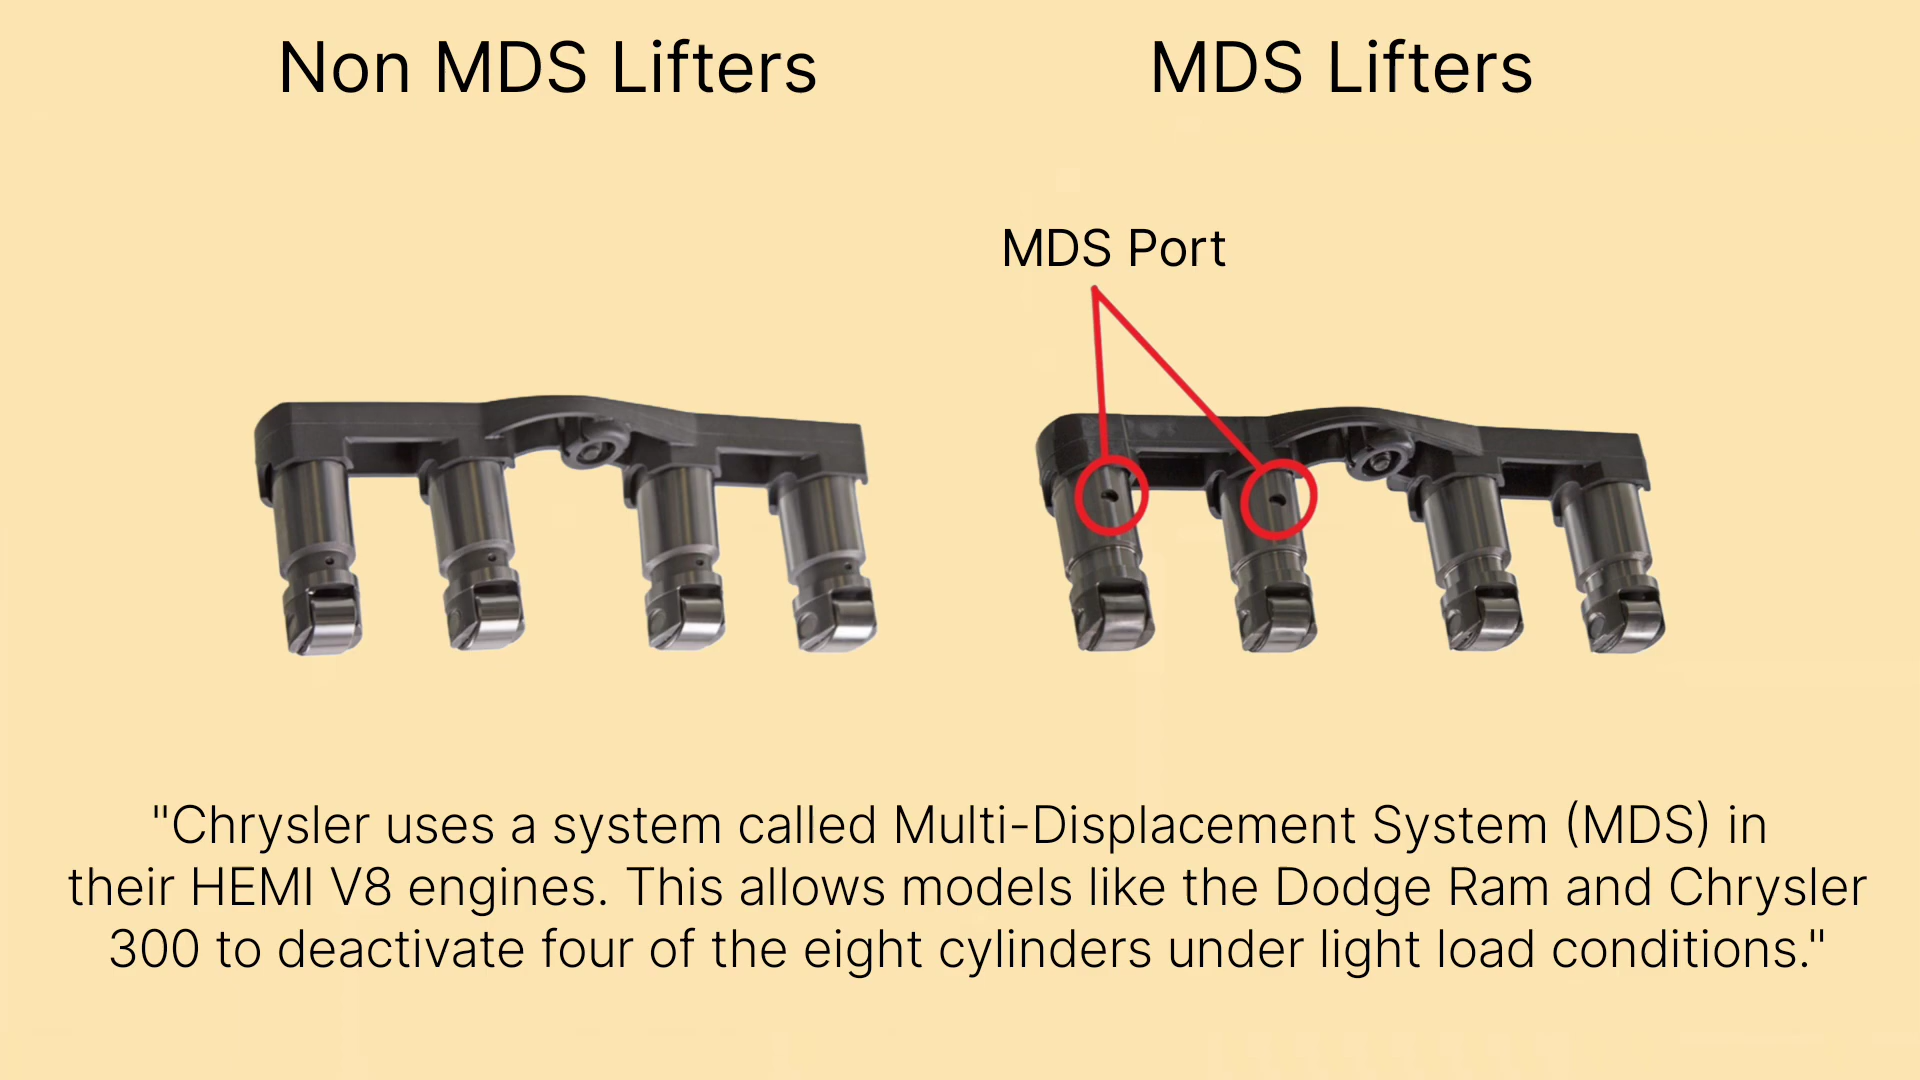 Non MDS Lifters
MDS Lifters
MDS Port
"Chrysler uses a system called Multi-Displacement System (MDS) in
their HEMI V8 engines. This allows models like the Dodge Ram and Chrysler
300 to deactivate four of the eight cylinders under light load conditions."